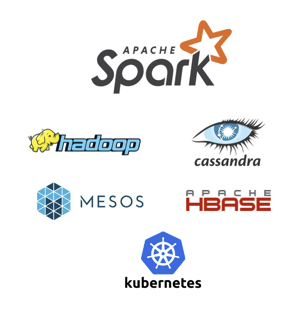 APACHE
Spark
hadoop
cassandra
MESOS
APACHE
HBASE
kubernetes